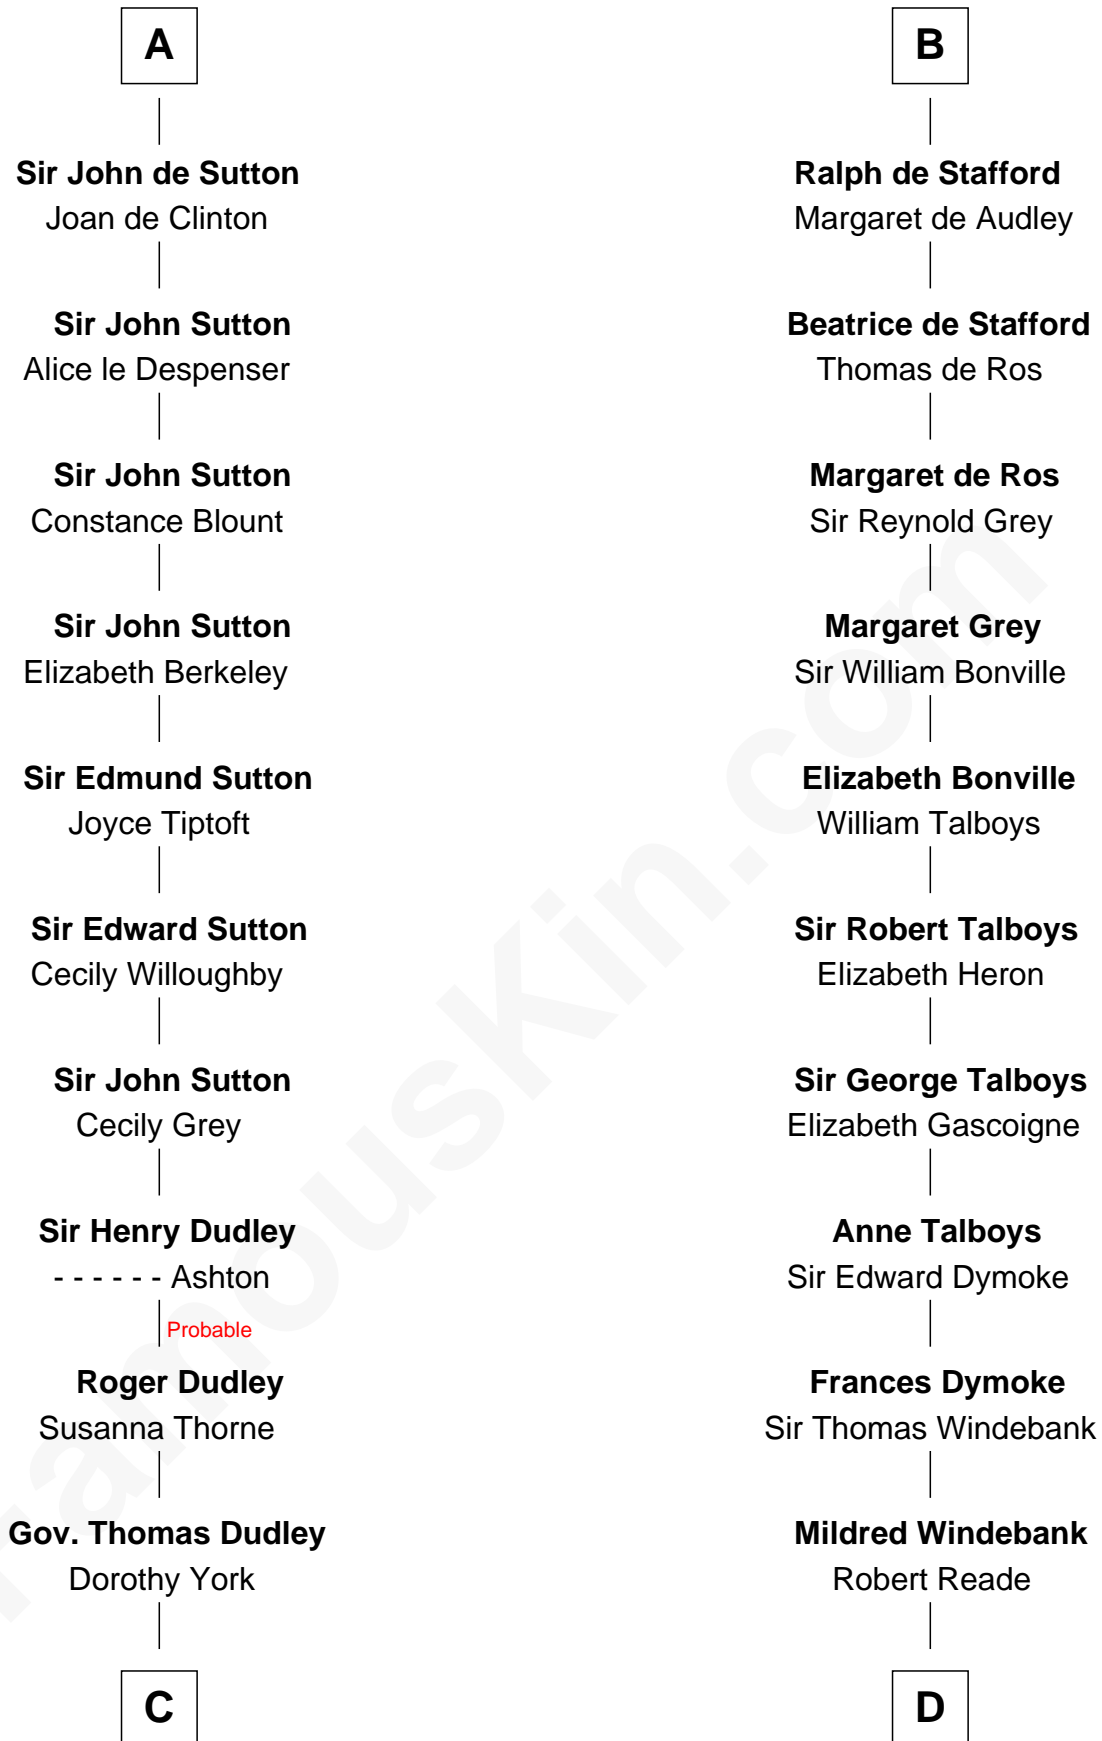 A
Sir John de Sutton
Joan de Clinton
Sir John Sutton
Alice le Despenser
Sir John Sutton
Constance Blount
Sir John Sutton
Elizabeth Berkeley
Sir Edmund Sutton
Joyce Tiptoft
Sir Edward Sutton
Cecily Willoughby
Sir John Sutton
Cecily Grey
Sir Henry Dudley
- - - - - - Ashton
Probable
Roger Dudley
Susanna Thorne
Gov. Thomas Dudley
Dorothy York
C
B
Ralph de Stafford
Margaret de Audley
Beatrice de Stafford
Thomas de Ros
Margaret de Ros
Sir Reynold Grey
Margaret Grey
Sir William Bonville
Elizabeth Bonville
William Talboys
Sir Robert Talboys
Elizabeth Heron
Sir George Talboys
Elizabeth Gascoigne
Anne Talboys
Sir Edward Dymoke
Frances Dymoke
Sir Thomas Windebank
Mildred Windebank
Robert Reade
D
FamousKin.com